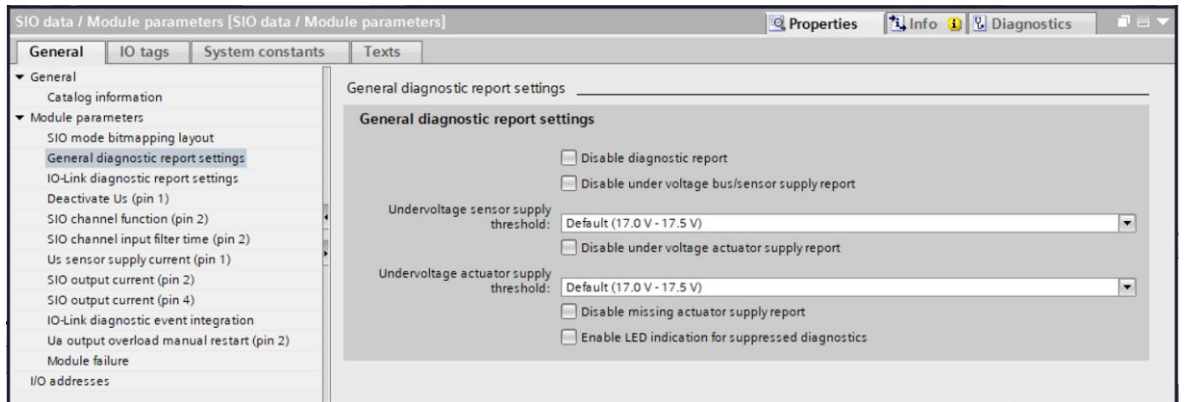 SIO data / Module parameters [SIO data / Module parameters]
Properties
Info
Diagnostics
General
IO tags
System constants
Texts
General
Catalog information
Module parameters
SIO mode bitmapping layout
General diagnostic report settings
IO-Link diagnostic report settings
Deactivate Us (pin 1)
SIO channel function (pin 2)
SIO channel input filter time (pin 2)
Us sensor supply current (pin 1)
SIO output current (pin 2)
SIO output current (pin 4)
IO-Link diagnostic event integration
Ua output overload manual restart (pin 2)
Module failure
I/O addresses
General diagnostic report settings
General diagnostic report settings
Disable diagnostic report
Disable under voltage bus/sensor supply report
Undervoltage sensor supply
threshold: Default (17.0 V - 17.5 V)
Disable under voltage actuator supply report
Undervoltage actuator supply
threshold: Default (17.0 V - 17.5 V)
Disable missing actuator supply report
Enable LED indication for suppressed diagnostics